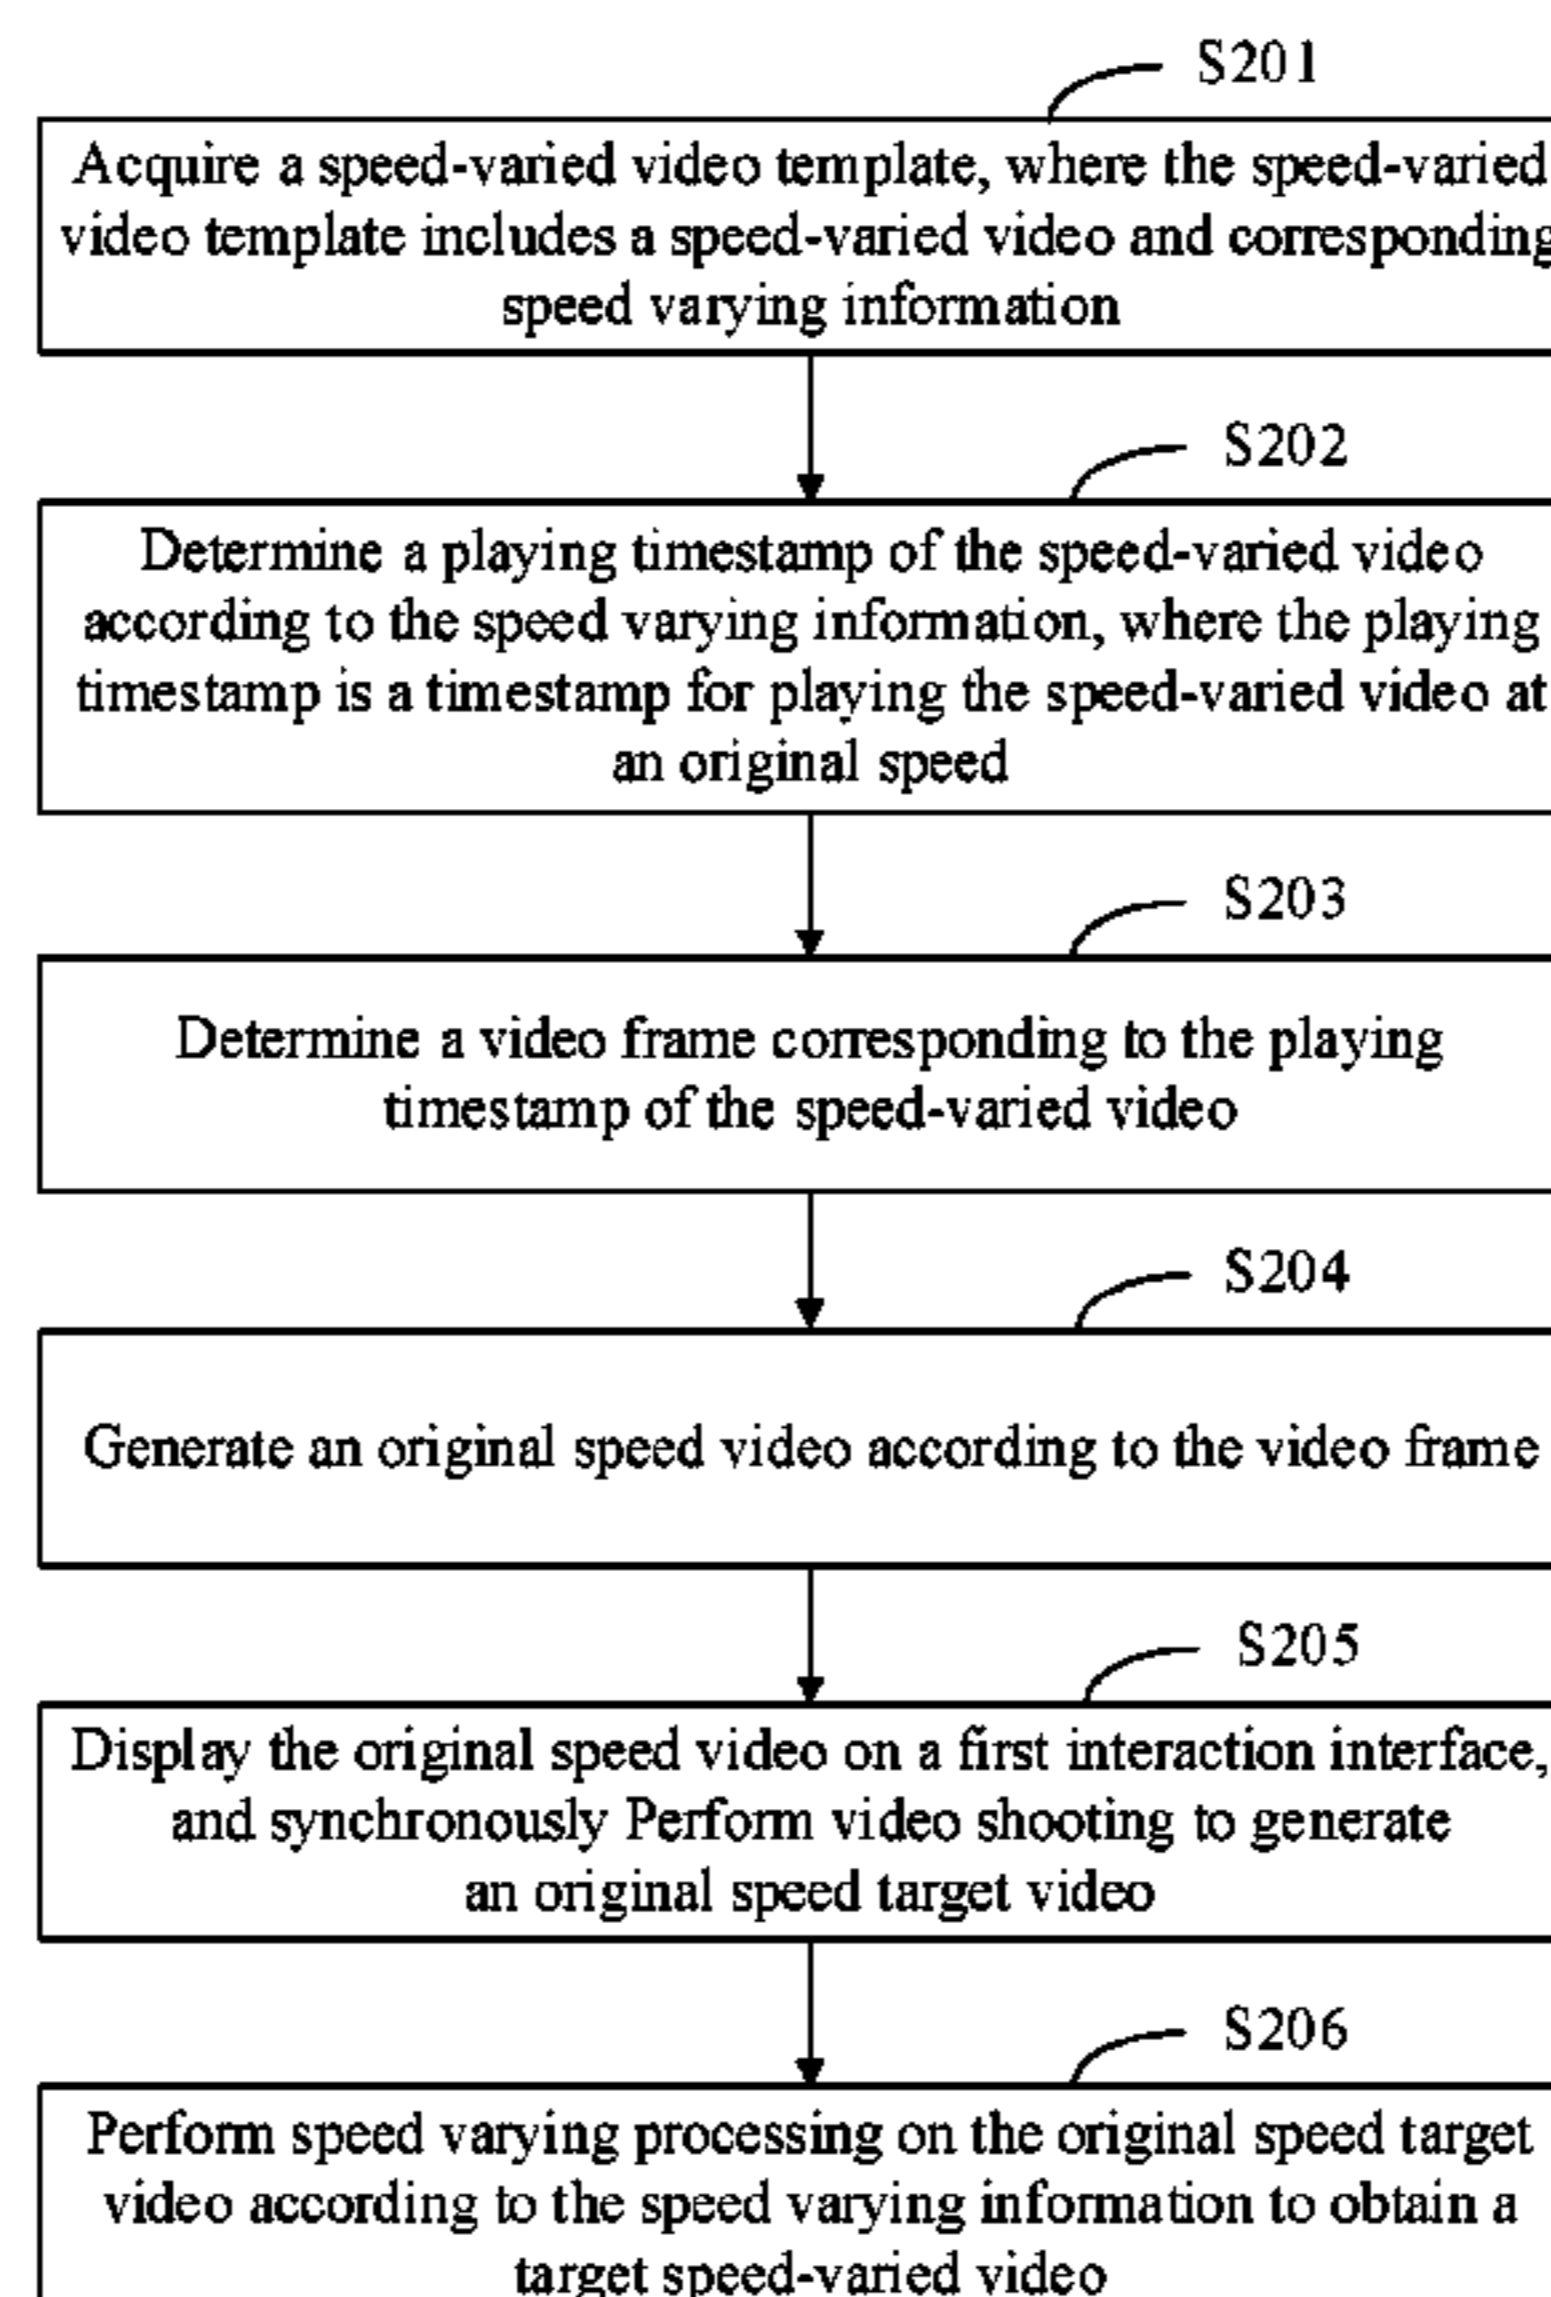 S201
Acquire a speed-varied video template, where the speed-varied
video template includes a speed-varied video and corresponding
speed varying information
S202
Determine a playing timestamp of the speed-varied video
according to the speed varying information, where the playing
timestamp is a timestamp for playing the speed-varied video at
an original speed
S203
Determine a video frame corresponding to the playing
timestamp of the speed-varied video
S204
Generate an original speed video according to the video frame
S205
Display the original speed video on a first interaction interface,
and synchronously Perform video shooting to generate
an original speed target video
S206
Perform speed varying processing on the original speed target
video according to the speed varying information to obtain a
target speed-varied video